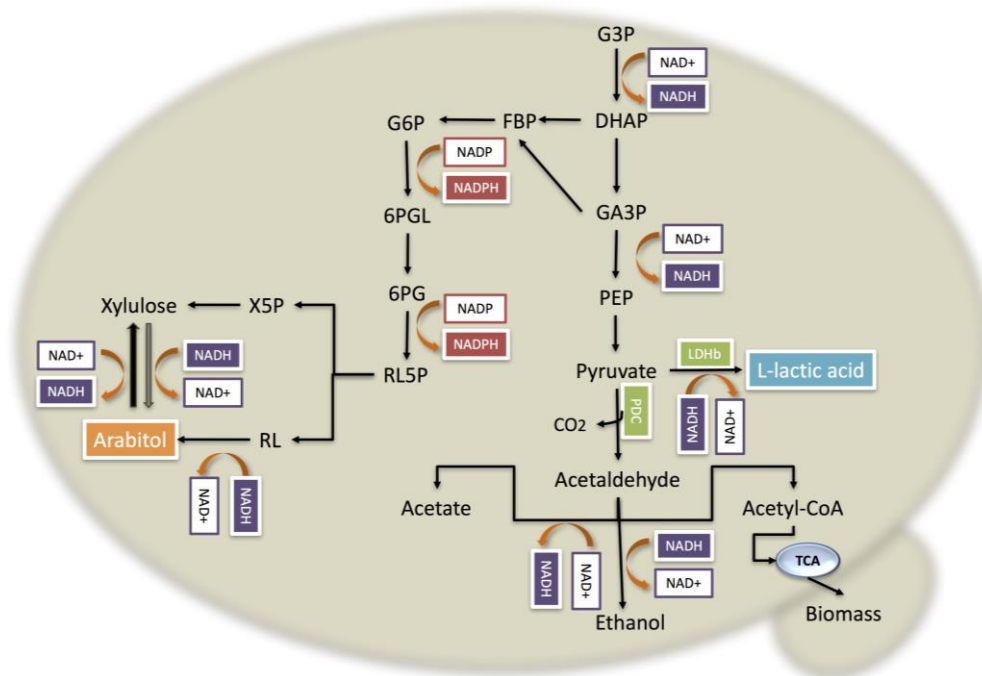 G3P
NAD+
NADH
G6P
FBP
DHAP
NADP
NADPH
6PGL
GA3P
NAD+
NADH
6PG
PEP
Xylulose
X5P
NADP
NADPH
NAD+
NADH
NADH
NAD+
RL5P
Pyruvate
LDHb
L-lactic acid
PDC
NADH
NAD+
CO2
Arabitol
RL
NAD+
NADH
Acetaldehyde
Acetate
Acetyl-CoA
NADH
NAD+
NADH
NAD+
TCA
Ethanol
Biomass